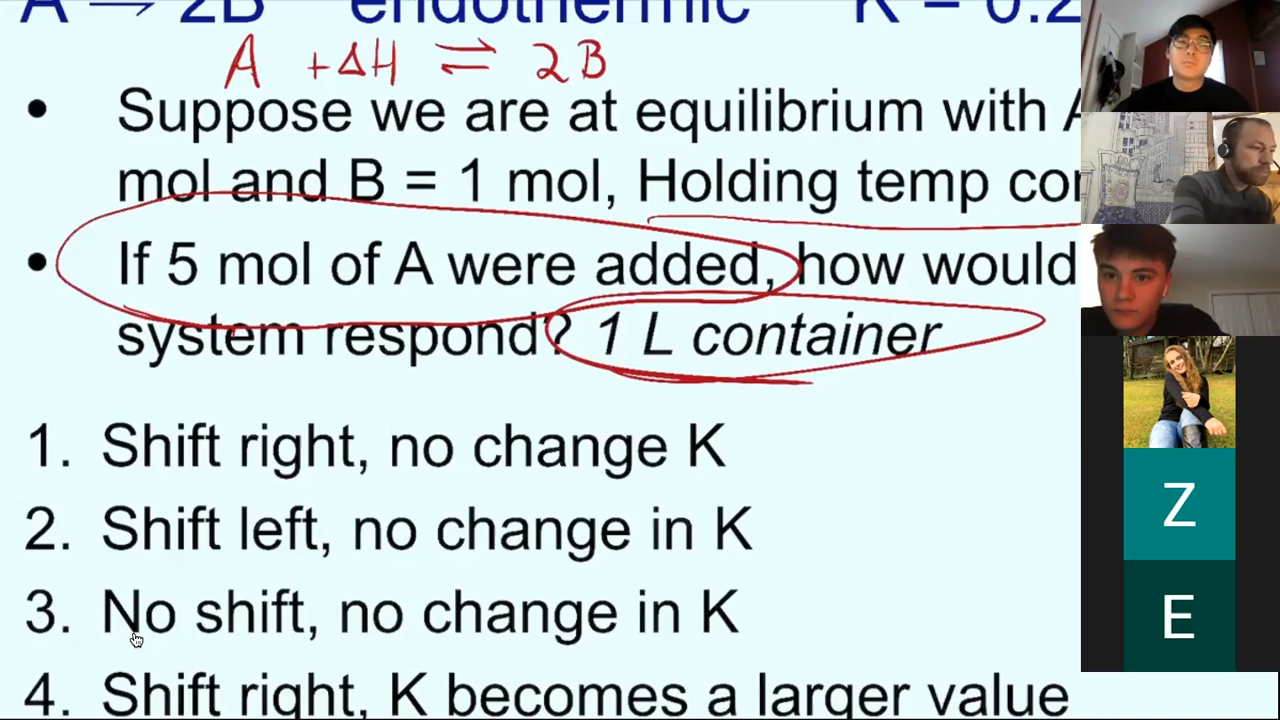 A ⇌ 2B endothermic K = 0.2
A + ΔH ⇌ 2B
• Suppose we are at equilibrium with
mol and B = 1 mol, Holding temp
• If 5 mol of A were added, how would
system respond? 1 L container
1. Shift right, no change K
2. Shift left, no change in K
3. No shift, no change in K
4. Shift right, K becomes a larger value
Z
E